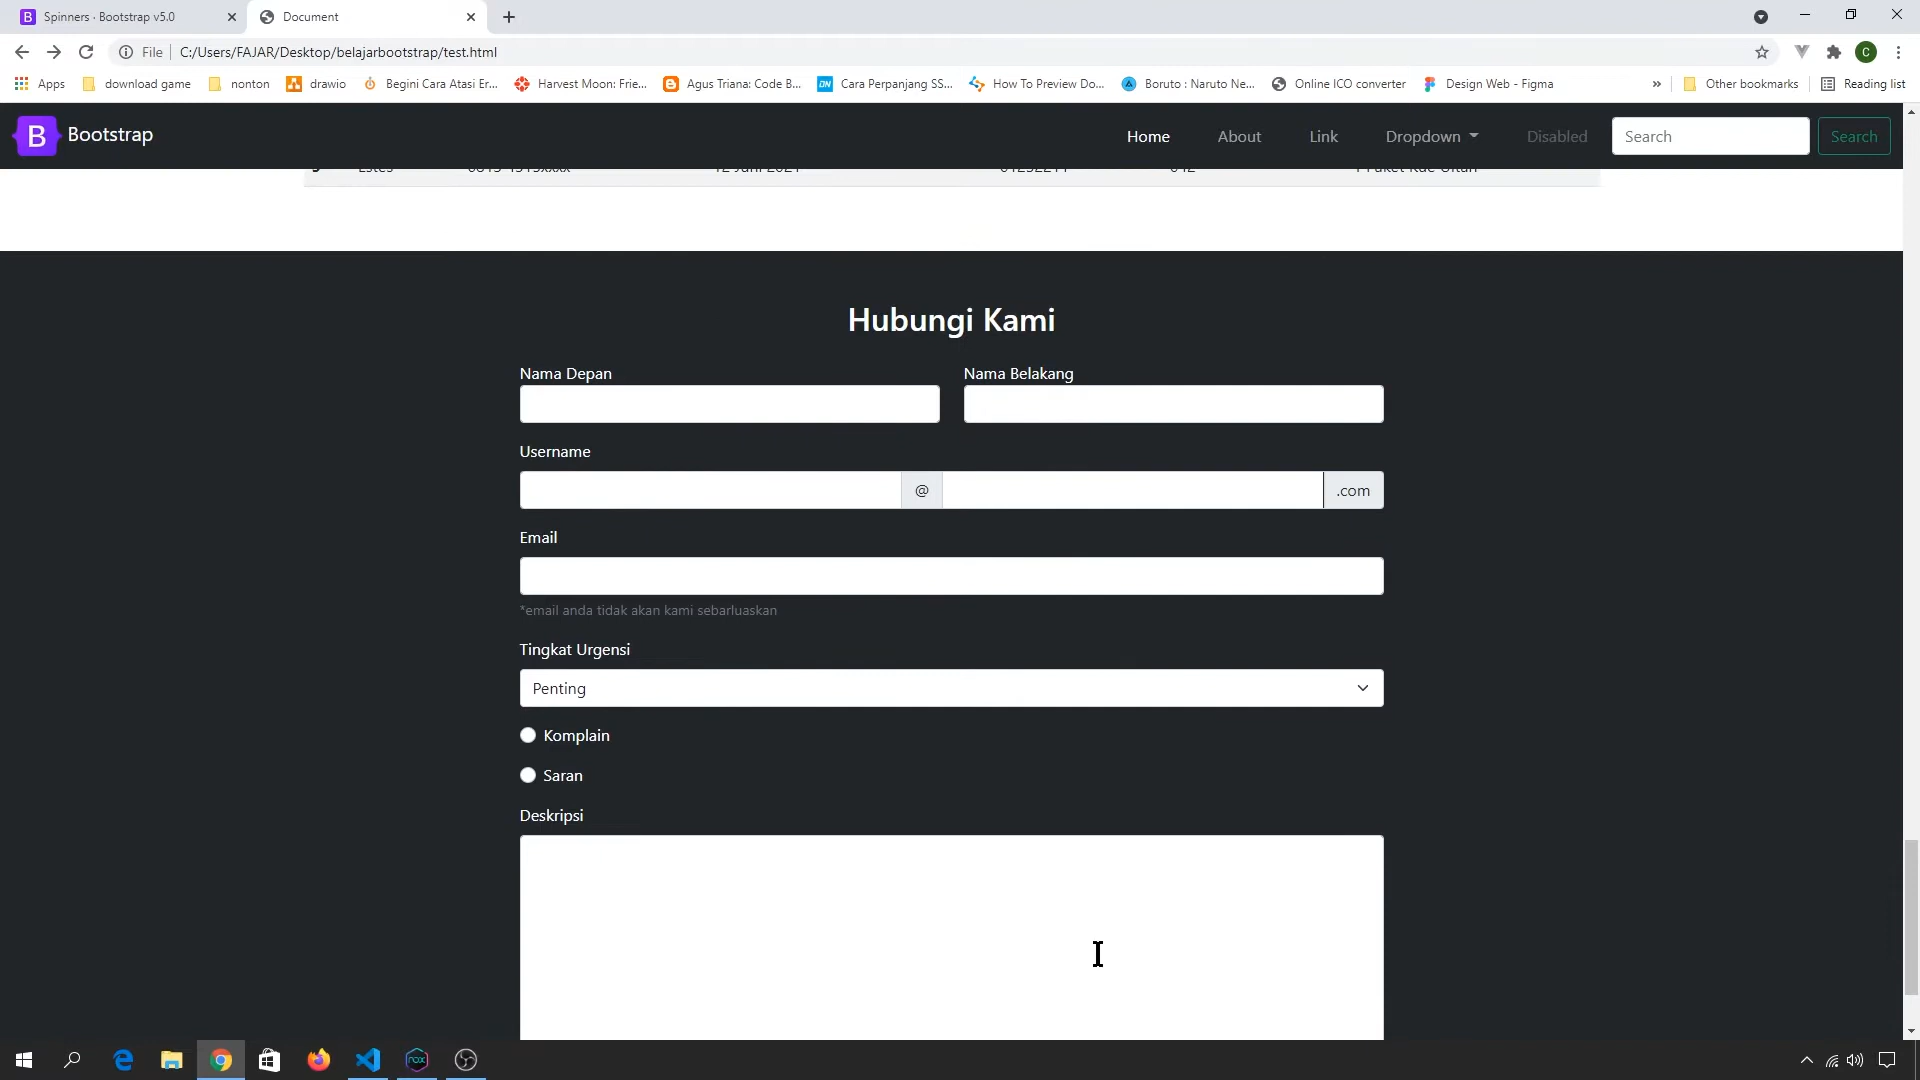 Spinners · Bootstrap v5.0
Document
File
C:/Users/FAJAR/Desktop/belajarbootstrap/test.html
C
Apps
download game
nonton
drawio
Begini Cara Atasi Er...
Harvest Moon: Frie...
Agus Triana: Code B...
DN
Cara Perpanjang SS...
How To Preview Do...
Boruto : Naruto Ne...
Online ICO converter
Design Web - Figma
»
Other bookmarks
Reading list
B Bootstrap
Home
About
Link
Dropdown
Disabled
Search
Search
Hubungi Kami
Nama Depan
Nama Belakang
Username
@
.com
Email
*email anda tidak akan kami sebarluaskan
Tingkat Urgensi
Penting
Komplain
Saran
Deskripsi
nox